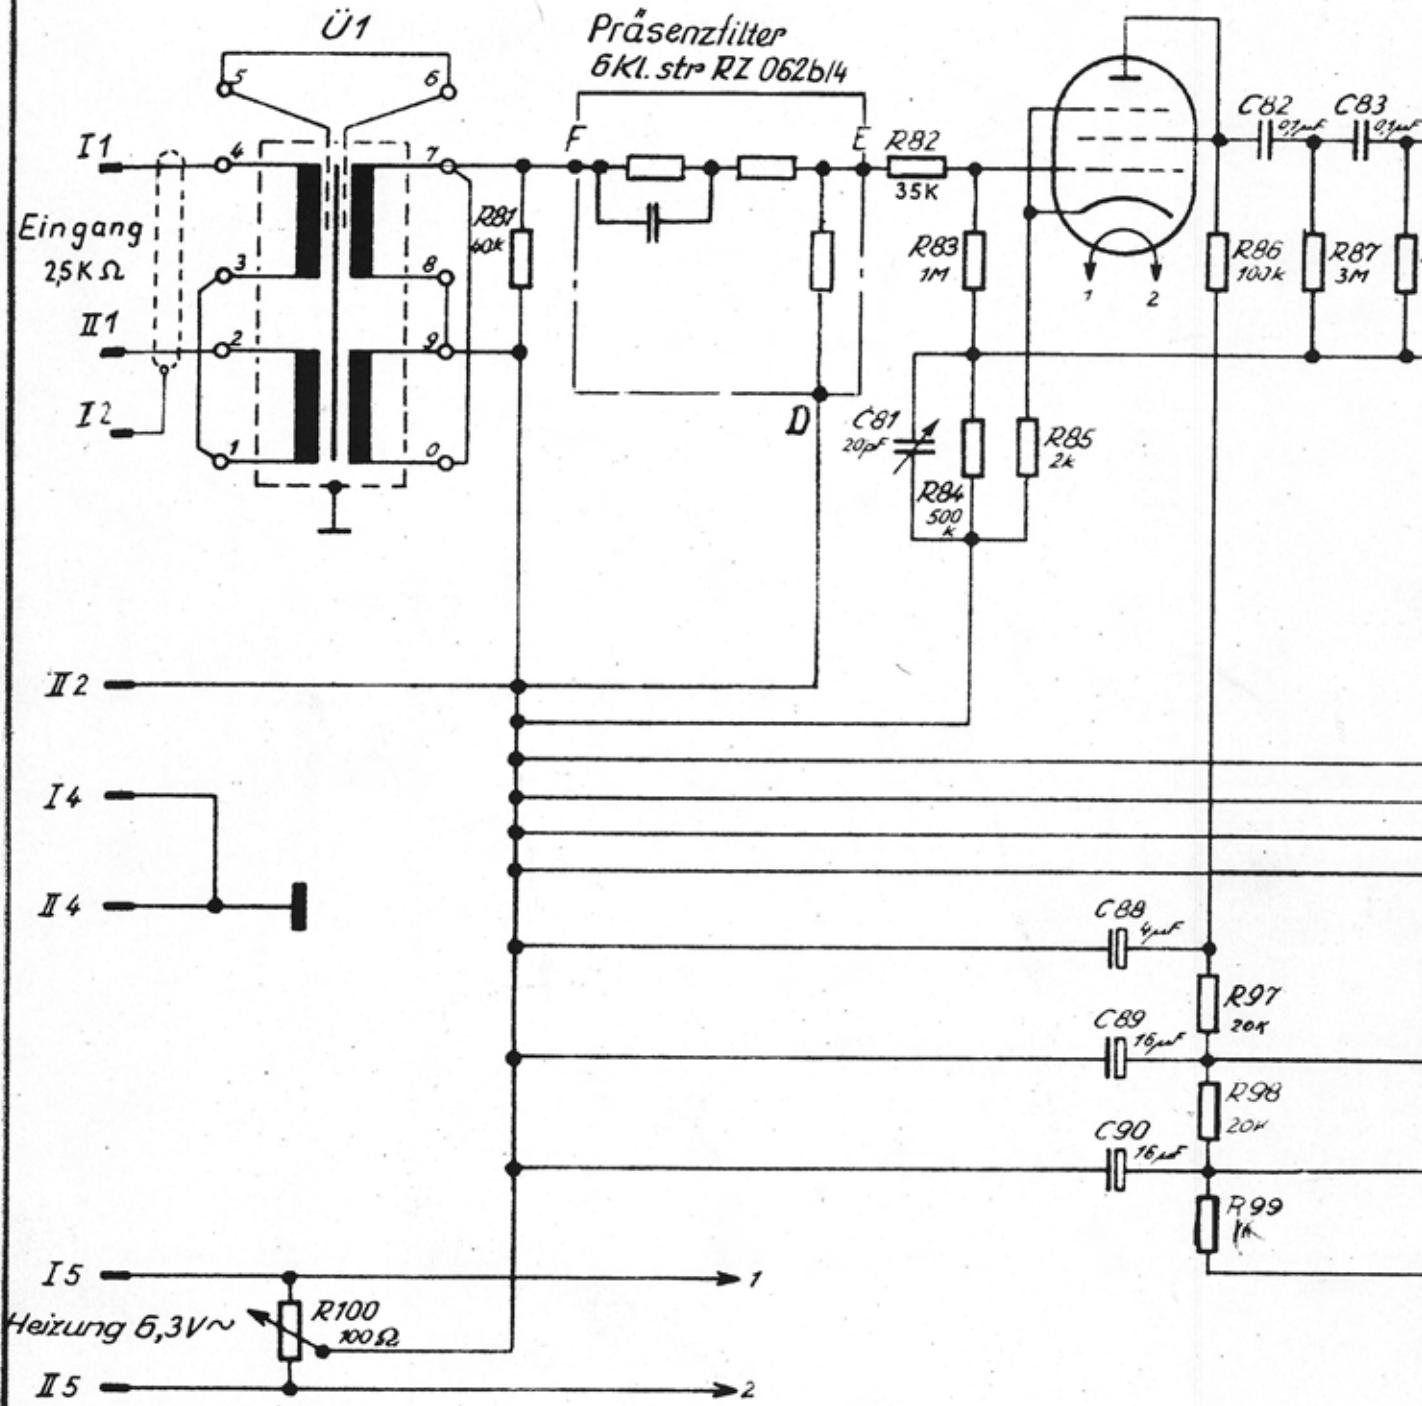 Ü1
Präsenzfilter
6Kl. str RZ 062b/4
5
6
I1
4
7
F
E
R82
35K
C82
0,1µF
C83
0,1µF
Eingang
2,5KΩ
R81
40K
R83
1M
R86
100K
R87
3M
3
8
1
2
II1
2
9
I2
1
0
D
C81
20pF
R85
2K
R84
500
K
II2
I4
II4
C88
4µF
R97
20K
C89
16µF
R98
20K
C90
16µF
R99
1K
I5
1
Heizung 6,3V~
R100
100Ω
II5
2